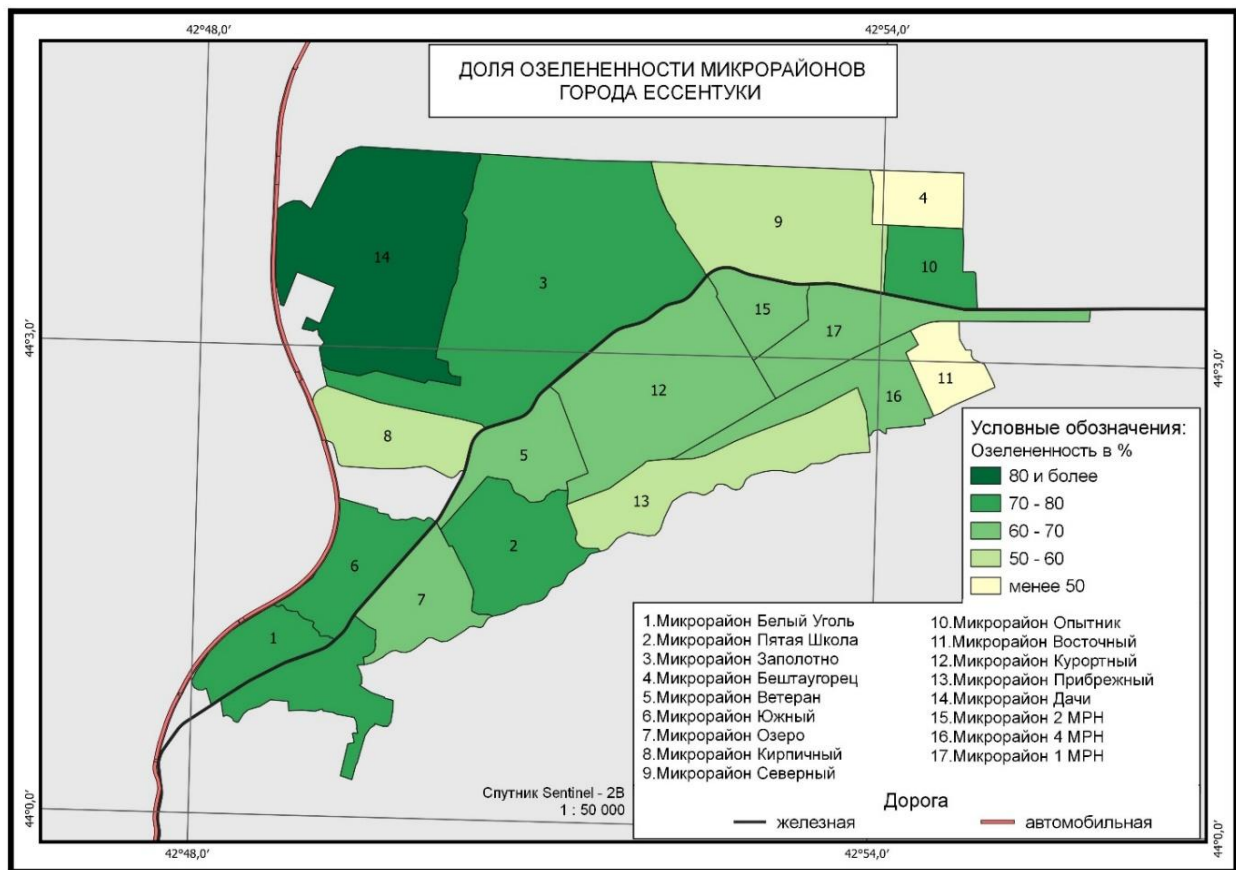 42°48,0′
42°54,0′
ДОЛЯ ОЗЕЛЕНЕННОСТИ МИКРОРАЙОНОВ
ГОРОДА ЕССЕНТУКИ
4
9
14
10
3
15
17
44°3,0′
44°3,0′
12
11
16
8
5
13
2
6
7
1
Условные обозначения:
Озелененность в %
80 и более
70 - 80
60 - 70
50 - 60
менее 50
1.Микрорайон Белый Уголь
2.Микрорайон Пятая Школа
3.Микрорайон Заполотно
4.Микрорайон Бештаугорец
5.Микрорайон Ветеран
6.Микрорайон Южный
7.Микрорайон Озеро
8.Микрорайон Кирпичный
9.Микрорайон Северный
10.Микрорайон Опытник
11.Микрорайон Восточный
12.Микрорайон Курортный
13.Микрорайон Прибрежный
14.Микрорайон Дачи
15.Микрорайон 2 МРН
16.Микрорайон 4 МРН
17.Микрорайон 1 МРН
Спутник Sentinel - 2B
1 : 50 000
Дорога
железная
автомобильная
44°0,0′
44°0,0′
42°48,0′
42°54,0′